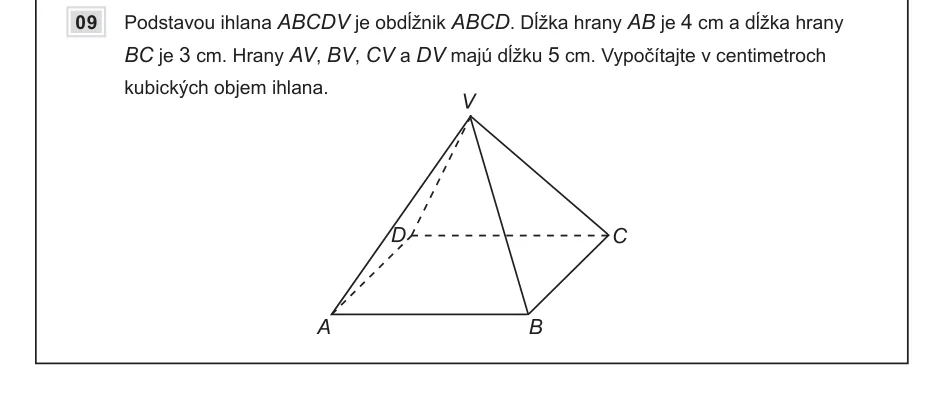 09 Podstavou ihlana ABCDV je obdĺžnik ABCD. Dĺžka hrany AB je 4 cm a dĺžka hrany
BC je 3 cm. Hrany AV, BV, CV a DV majú dĺžku 5 cm. Vypočítajte v centimetroch
kubických objem ihlana.
V
D
C
A
B